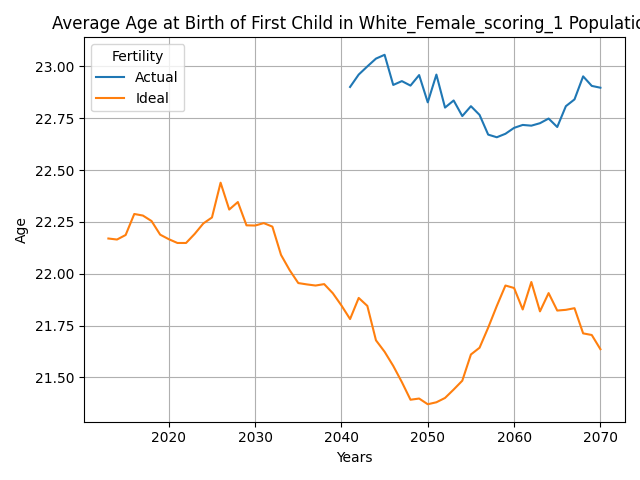 Average Age at Birth of First Child in White_Female_scoring_1 Populatio
Fertility
Actual
Ideal
23.00
22.75
22.50
22.25
22.00
21.75
21.50
Age
2020 2030 2040 2050 2060 2070
Years